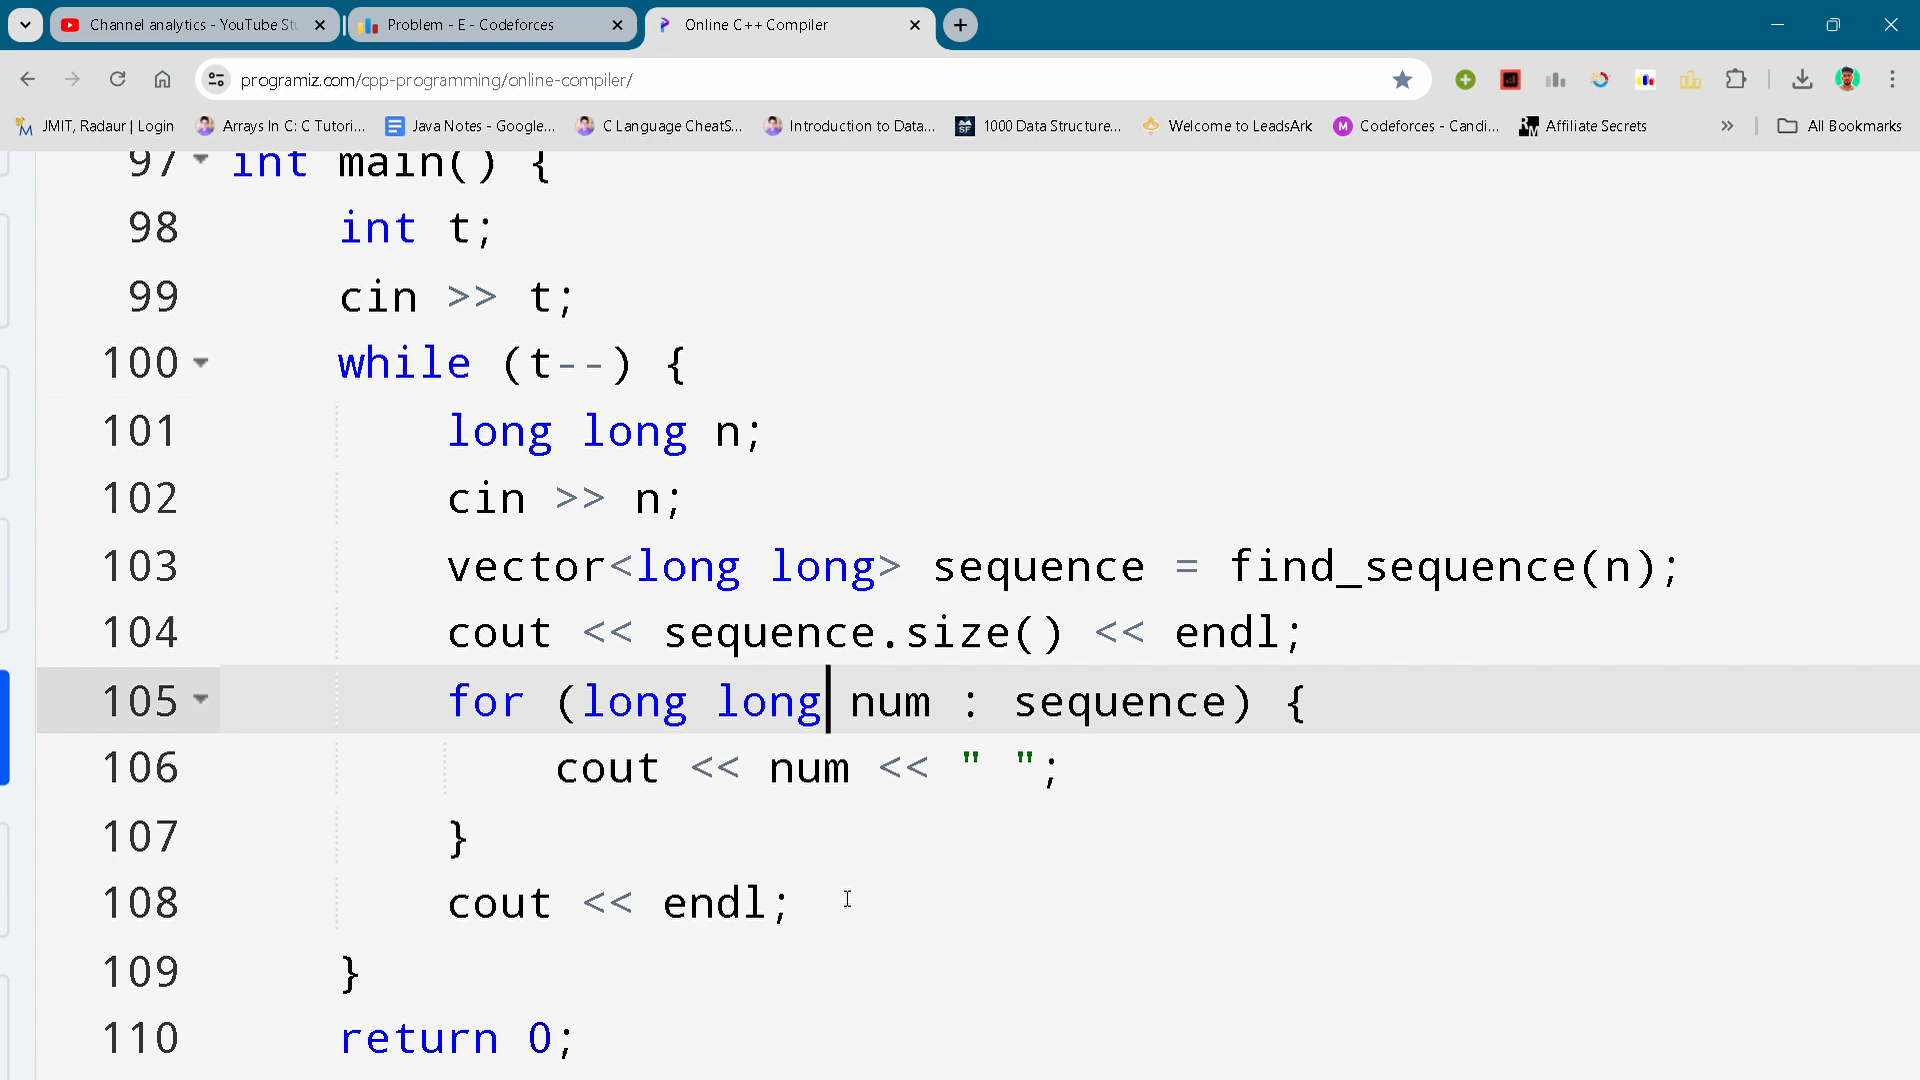 Channel analytics - YouTube Stu
Problem - E - Codeforces
Online C++ Compiler
programiz.com/cpp-programming/online-compiler/
JMIT, Radaur | Login
Arrays In C: C Tutori...
Java Notes - Google...
C Language CheatS...
Introduction to Data...
1000 Data Structure...
Welcome to LeadsArk
Codeforces - Candi...
Affiliate Secrets
All Bookmarks
97 int main() {
98 int t;
99 cin >> t;
100 while (t--) {
101 long long n;
102 cin >> n;
103 vector<long long> sequence = find_sequence(n);
104 cout << sequence.size() << endl;
105 for (long long num : sequence) {
106 cout << num << " ";
107 }
108 cout << endl;
109 }
110 return 0;